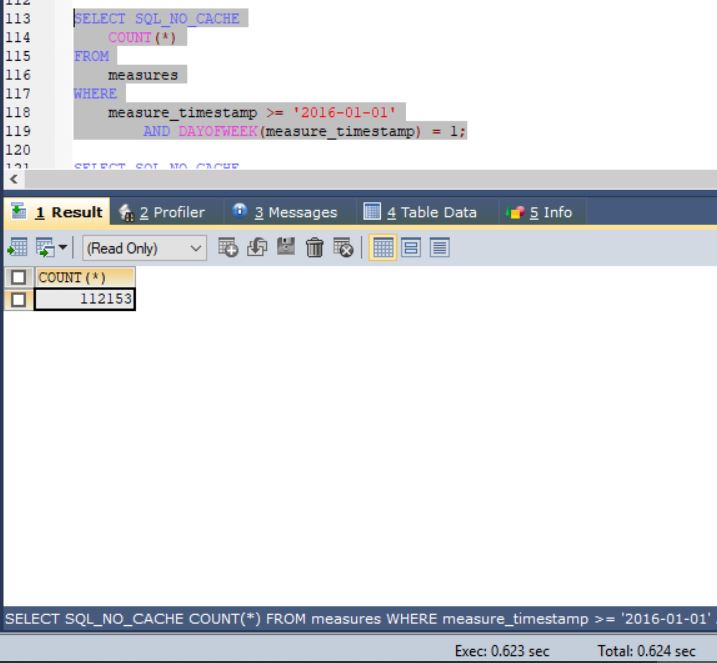 112
113 SELECT SQL_NO_CACHE
114 COUNT(*)
115 FROM
116 measures
117 WHERE
118 measure_timestamp >= '2016-01-01'
119 AND DAYOFWEEK(measure_timestamp) = 1;
120
121 SELECT SQL_NO_CACHE
1 Result 2 Profiler 3 Messages 4 Table Data 5 Info
(Read Only)
COUNT(*)
112153
SELECT SQL_NO_CACHE COUNT(*) FROM measures WHERE measure_timestamp >= '2016-01-01'
Exec: 0.623 sec Total: 0.624 sec